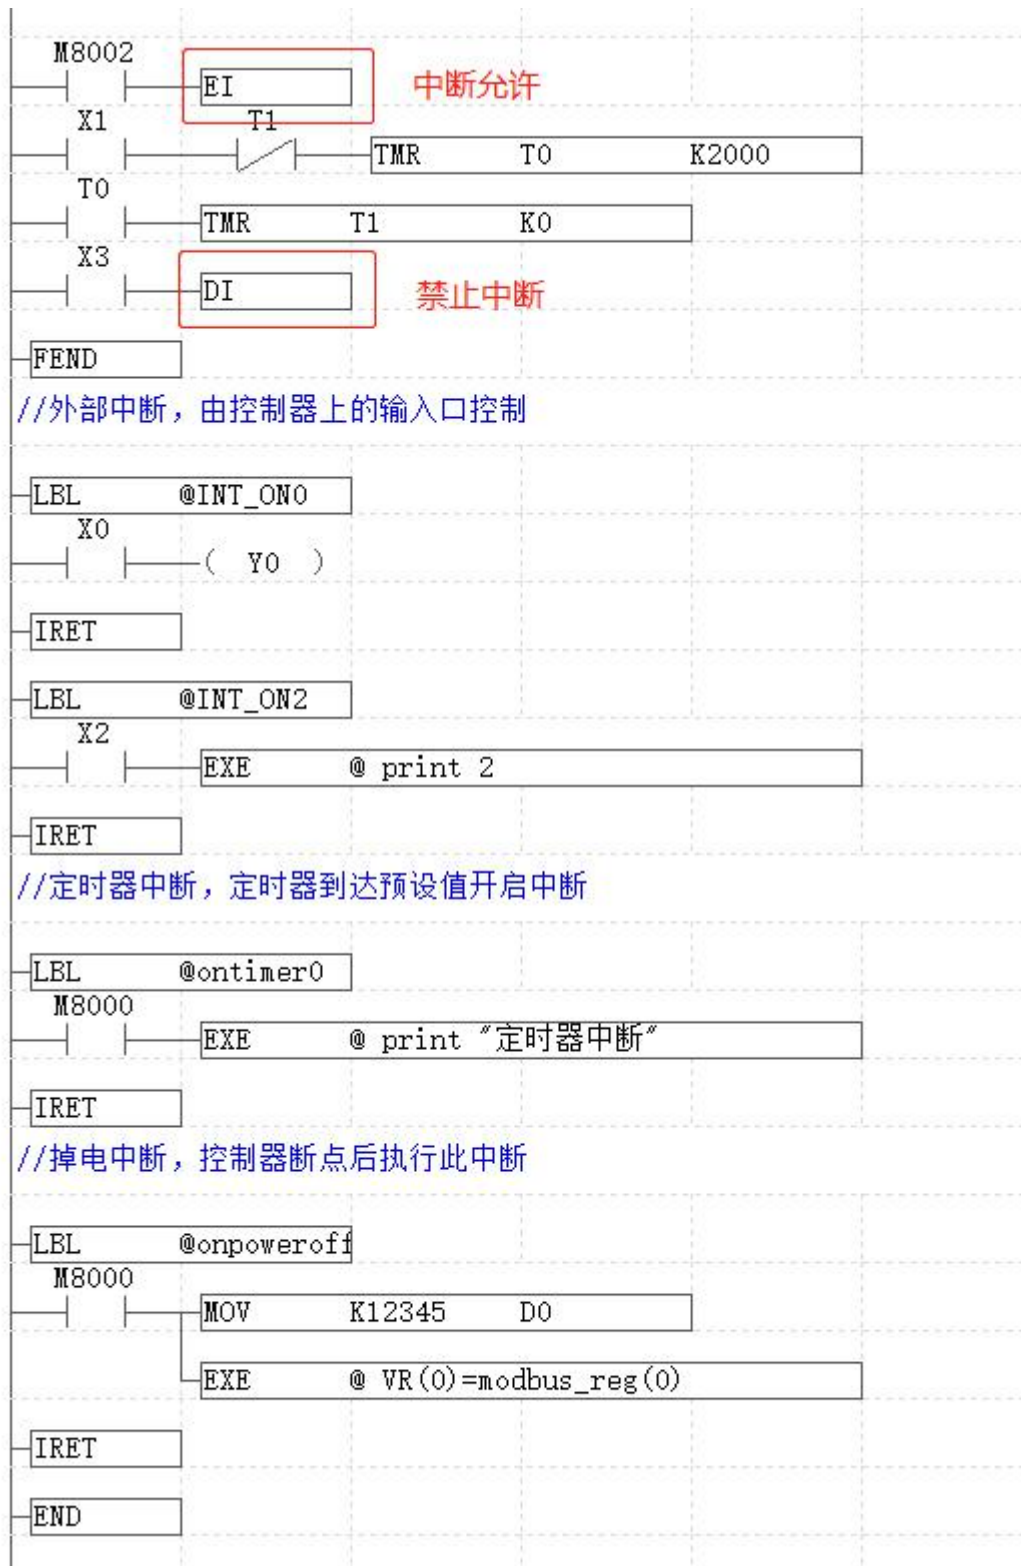 M8002
EI 中断允许
X1 T1
TMR T0 K2000
T0
TMR T1 K0
X3
DI 禁止中断
FEND
//外部中断，由控制器上的输入口控制
LBL @INT_ON0
X0
( Y0 )
IRET
LBL @INT_ON2
X2
EXE @ print 2
IRET
//定时器中断，定时器到达预设值开启中断
LBL @ontimer0
M8000
EXE @ print "定时器中断"
IRET
//掉电中断，控制器断点后执行此中断
LBL @onpoweroff
M8000
MOV K12345 D0
EXE @ VR(0)=modbus_reg(0)
IRET
END